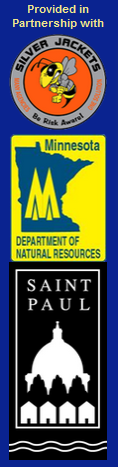 Provided in
Partnership with
SILVER JACKETS
Be Risk Aware!
Minnesota
DEPARTMENT OF
NATURAL RESOURCES
SAINT
PAUL